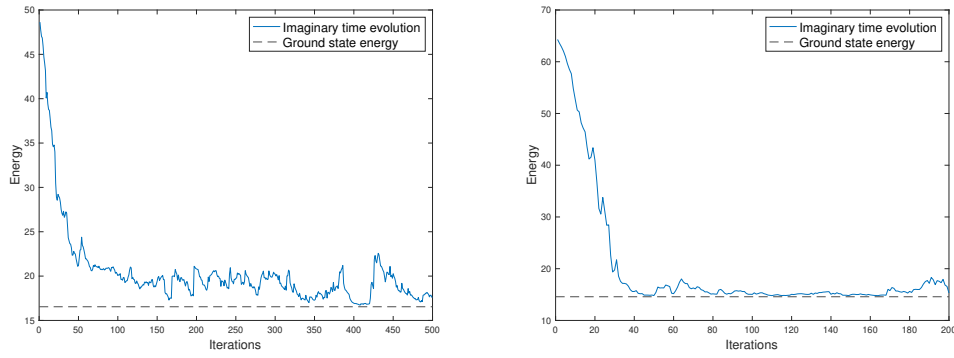 50
45
40
35
30
25
20
15
Energy
0 50 100 150 200 250 300 350 400 450 500
Iterations
Imaginary time evolution
Ground state energy
70
60
50
40
30
20
10
Energy
0 20 40 60 80 100 120 140 160 180 200
Iterations
Imaginary time evolution
Ground state energy